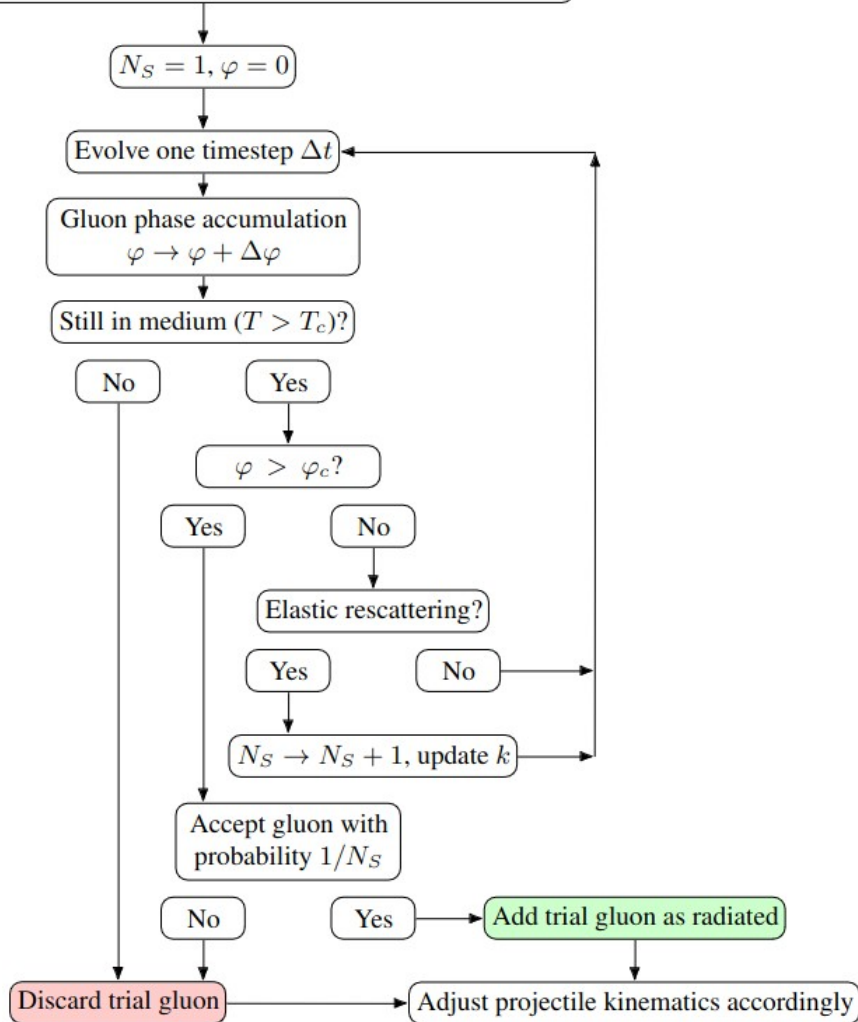 N_S = 1, φ = 0
Evolve one timestep Δt
Gluon phase accumulation
φ → φ + Δφ
Still in medium (T > T_c)?
No
Yes
φ > φ_c?
Yes
No
Elastic rescattering?
Yes
No
N_S → N_S + 1, update k
Accept gluon with
probability 1/N_S
No
Yes
Add trial gluon as radiated
Discard trial gluon
Adjust projectile kinematics accordingly